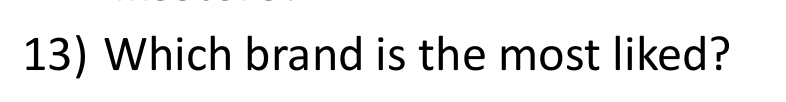 13) Which brand is the most liked?